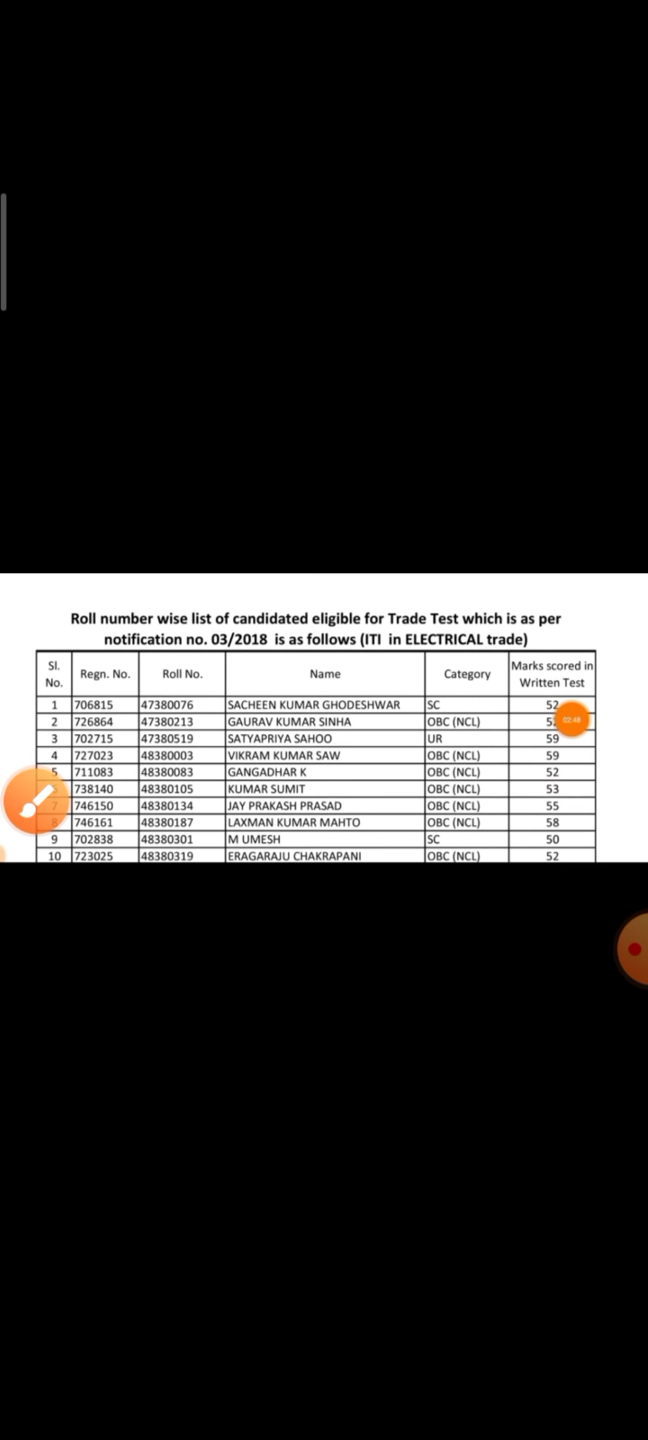 Roll number wise list of candidated eligible for Trade Test which is as per
notification no. 03/2018 is as follows (ITI in ELECTRICAL trade)
Sl. No. Regn. No. Roll No. Name Category Marks scored in Written Test
1 706815 47380076 SACHEEN KUMAR GHODESHWAR SC 52
2 726864 47380213 GAURAV KUMAR SINHA OBC (NCL)
02:48
3 702715 47380519 SATYAPRIYA SAHOO UR 59
4 727023 48380003 VIKRAM KUMAR SAW OBC (NCL) 59
5 711083 48380083 GANGADHAR K OBC (NCL) 52
738140 48380105 KUMAR SUMIT OBC (NCL) 53
7 746150 48380134 JAY PRAKASH PRASAD OBC (NCL) 55
8 746161 48380187 LAXMAN KUMAR MAHTO OBC (NCL) 58
9 702838 48380301 M UMESH SC 50
10 723025 48380319 ERAGARAJU CHAKRAPANI OBC (NCL) 52